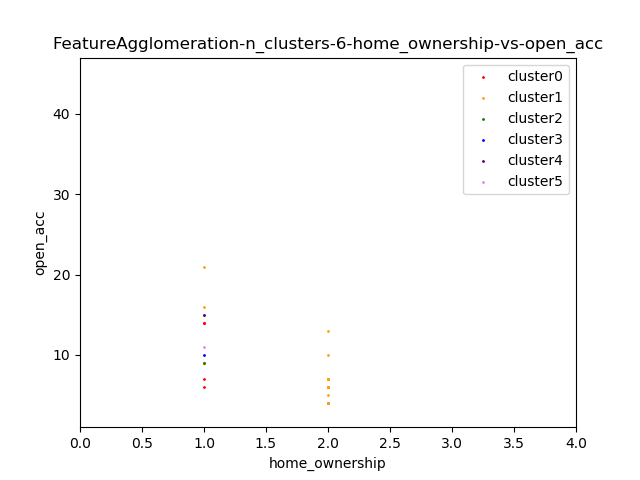 FeatureAgglomeration-n_clusters-6-home_ownership-vs-open_acc
cluster0
cluster1
cluster2
cluster3
cluster4
cluster5
open_acc
40
30
20
10
0.0 0.5 1.0 1.5 2.0 2.5 3.0 3.5 4.0
home_ownership